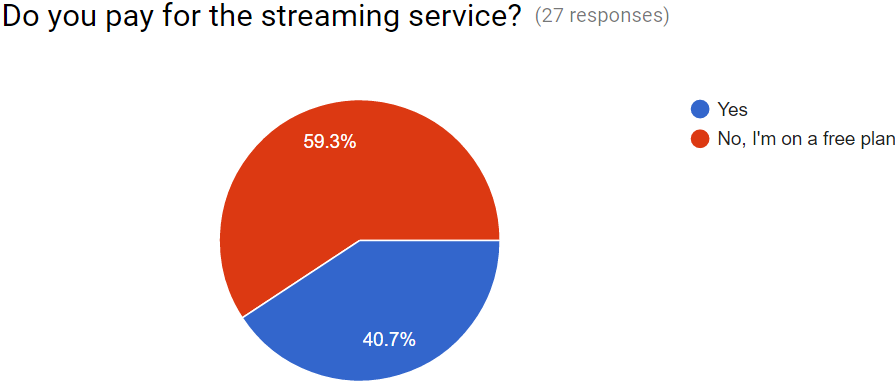 Do you pay for the streaming service? (27 responses)
Yes
No, I'm on a free plan
59.3%
40.7%